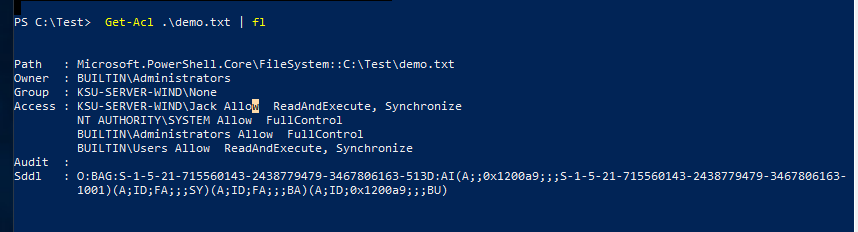 PS C:\Test>  Get-Acl .\demo.txt | fl
Path   : Microsoft.PowerShell.Core\FileSystem::C:\Test\demo.txt
Owner  : BUILTIN\Administrators
Group  : KSU-SERVER-WIND\None
Access : KSU-SERVER-WIND\Jack Allow  ReadAndExecute, Synchronize
         NT AUTHORITY\SYSTEM Allow  FullControl
         BUILTIN\Administrators Allow  FullControl
         BUILTIN\Users Allow  ReadAndExecute, Synchronize
Audit  :
Sddl   : O:BAG:S-1-5-21-715560143-2438779479-3467806163-513D:AI(A;;0x1200a9;;;S-1-5-21-715560143-2438779479-3467806163-
         1001)(A;ID;FA;;;SY)(A;ID;FA;;;BA)(A;ID;0x1200a9;;;BU)